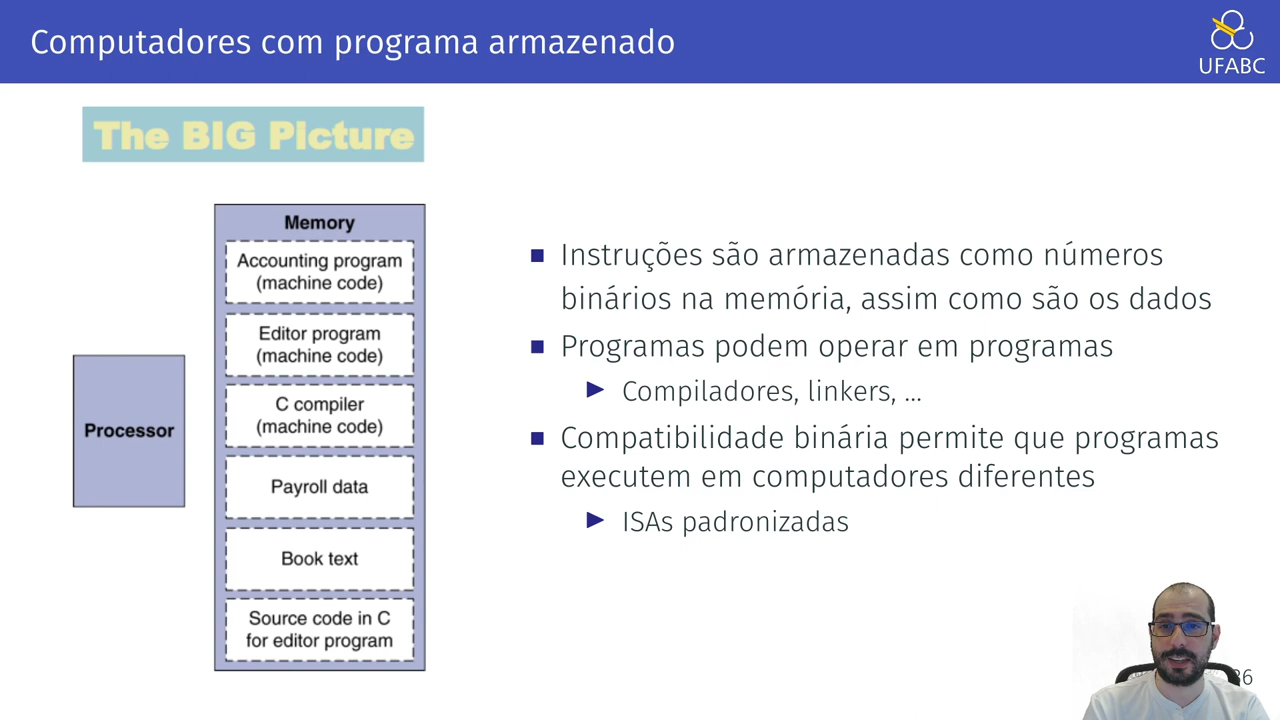 Computadores com programa armazenado
UFABC
The BIG Picture
Memory
Accounting program
(machine code)
Editor program
(machine code)
C compiler
(machine code)
Payroll data
Book text
Source code in C
for editor program
Processor
Instruções são armazenadas como números
binários na memória, assim como são os dados
Programas podem operar em programas
Compiladores, linkers, ...
Compatibilidade binária permite que programas
executem em computadores diferentes
ISAs padronizadas